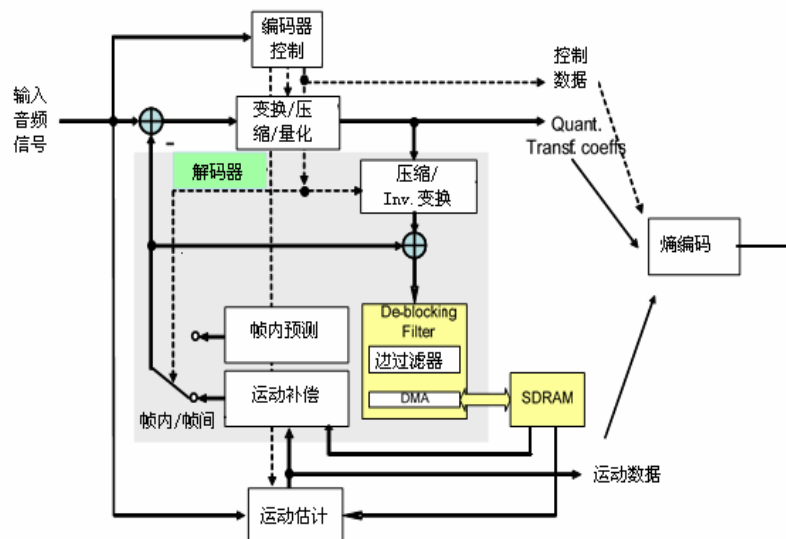 编码器
控制
控制
数据
输入
音频
信号
变换/压
缩/量化
-
Quant.
Transf. coeffs
解码器
压缩/
Inv. 变换
熵编码
De-blocking
Filter
边过滤器
DMA
SDRAM
帧内预测
运动补偿
帧内/帧间
运动数据
运动估计